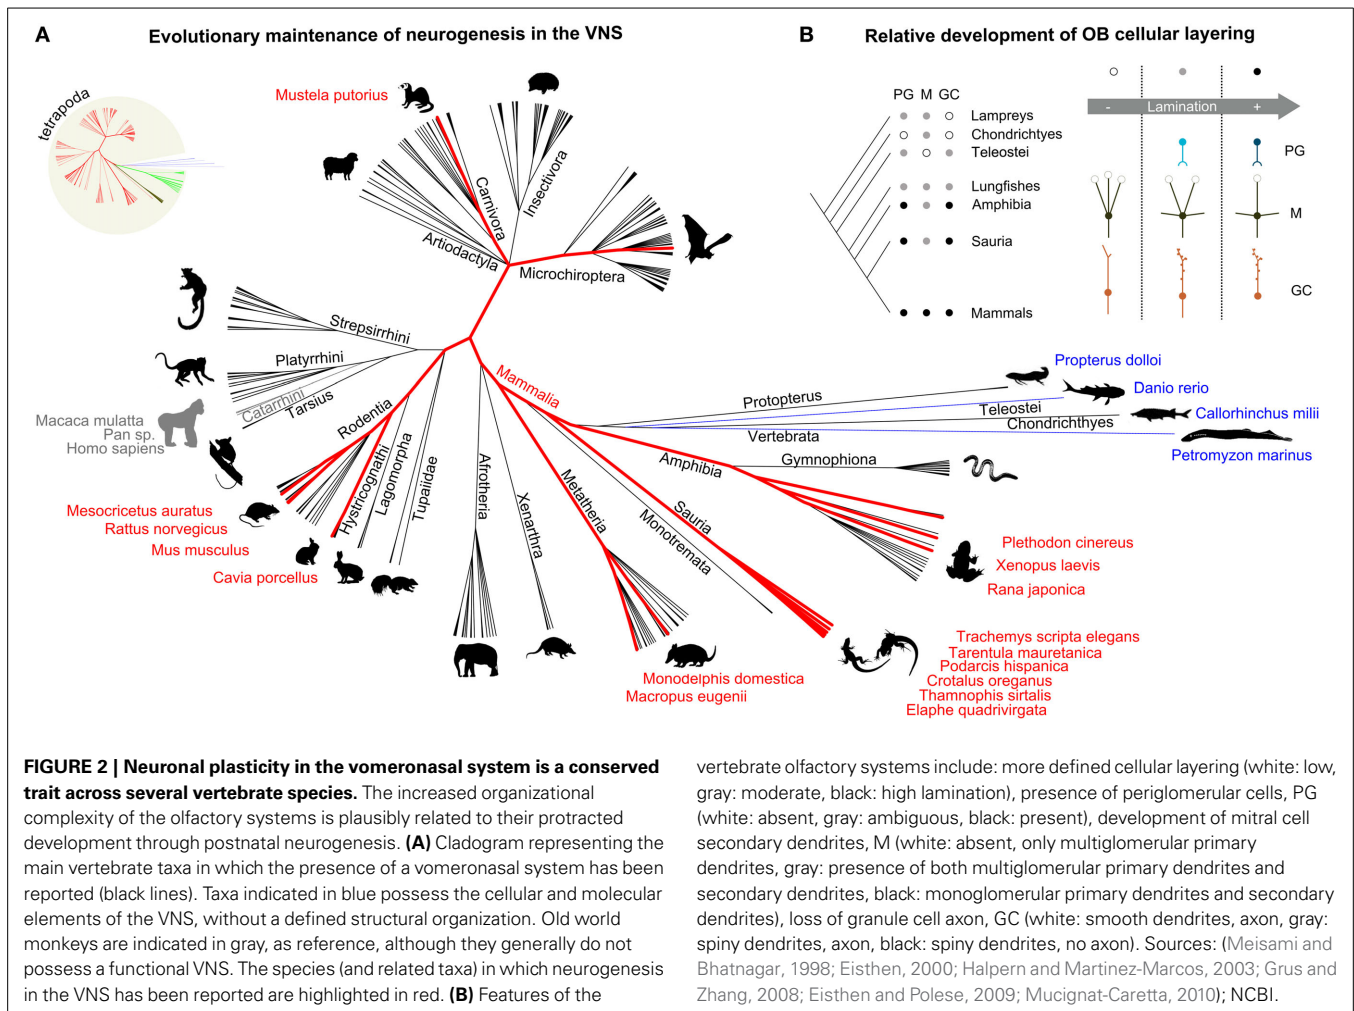 A
Evolutionary maintenance of neurogenesis in the VNS
tetrapoda
Mustela putorius
Artiodactyla
Carnivora
Insectivora
Microchiroptera
Strepsirrhini
Platyrrhini
Catarrhini
Tarsius
Macaca mulatta
Pan sp.
Homo sapiens
Rodentia
Hystricognathi
Lagomorpha
Tupaiidae
Mesocricetus auratus
Rattus norvegicus
Mus musculus
Cavia porcellus
Afrotheria
Xenarthra
Mammalia
Metatheria
Monotremata
Sauria
Amphibia
Gymnophiona
Protopterus
Teleostei
Chondrichthyes
Vertebrata
Propterus dolloi
Danio rerio
Callorhinchus milii
Petromyzon marinus
Plethodon cinereus
Xenopus laevis
Rana japonica
Monodelphis domestica
Macropus eugenii
Trachemys scripta elegans
Tarentula mauretanica
Podarcis hispanica
Crotalus oreganus
Thamnophis sirtalis
Elaphe quadrivirgata
B
Relative development of OB cellular layering
PG M GC
Lampreys
Chondrichtyes
Teleostei
Lungfishes
Amphibia
Sauria
Mammals
- Lamination +
PG
M
GC
FIGURE 2 | Neuronal plasticity in the vomeronasal system is a conserved
trait across several vertebrate species. The increased organizational
complexity of the olfactory systems is plausibly related to their protracted
development through postnatal neurogenesis. (A) Cladogram representing the
main vertebrate taxa in which the presence of a vomeronasal system has been
reported (black lines). Taxa indicated in blue possess the cellular and molecular
elements of the VNS, without a defined structural organization. Old world
monkeys are indicated in gray, as reference, although they generally do not
possess a functional VNS. The species (and related taxa) in which neurogenesis
in the VNS has been reported are highlighted in red. (B) Features of the
vertebrate olfactory systems include: more defined cellular layering (white: low,
gray: moderate, black: high lamination), presence of periglomerular cells, PG
(white: absent, gray: ambiguous, black: present), development of mitral cell
secondary dendrites, M (white: absent, only multiglomerular primary
dendrites, gray: presence of both multiglomerular primary dendrites and
secondary dendrites, black: monoglomerular primary dendrites and secondary
dendrites), loss of granule cell axon, GC (white: smooth dendrites, axon, gray:
spiny dendrites, axon, black: spiny dendrites, no axon). Sources: (Meisami and
Bhatnagar, 1998; Eisthen, 2000; Halpern and Martinez-Marcos, 2003; Grus and
Zhang, 2008; Eisthen and Polese, 2009; Mucignat-Caretta, 2010); NCBI.